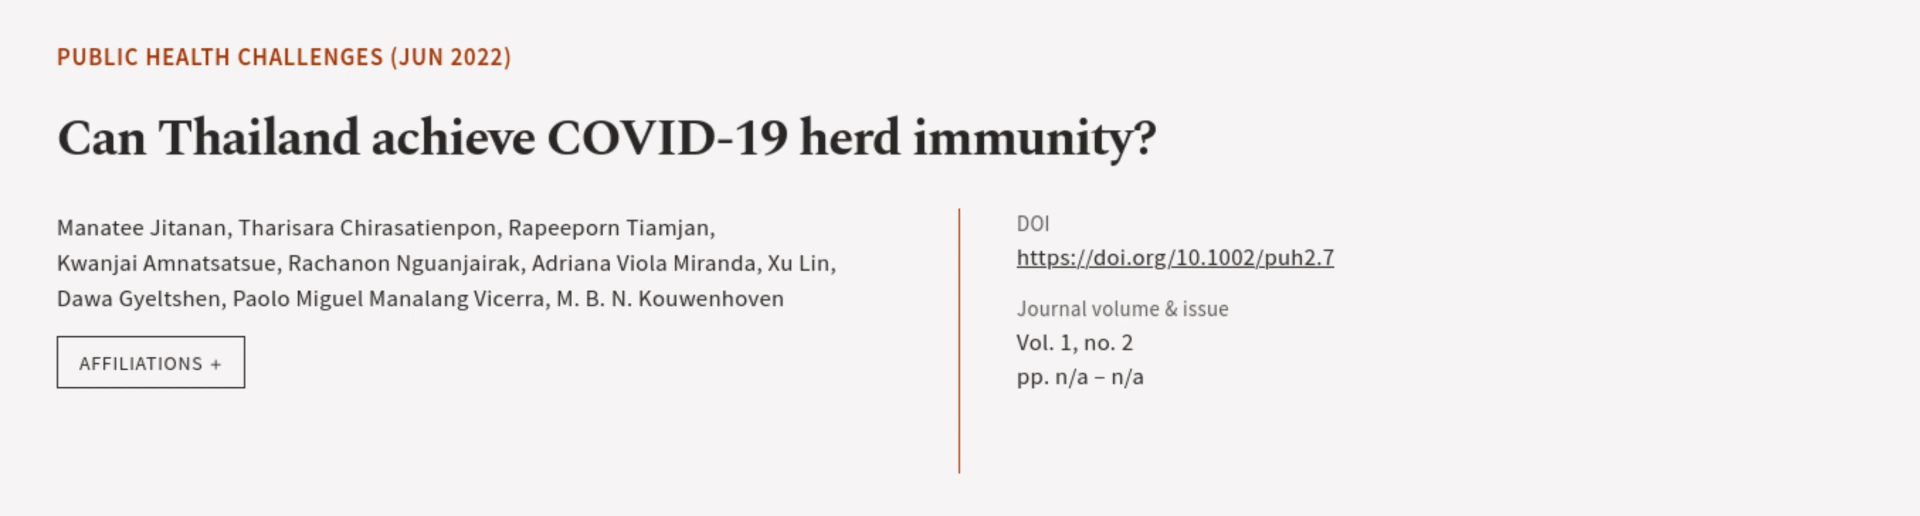 PUBLIC HEALTH CHALLENGES (JUN 2022)
Can Thailand achieve COVID-19 herd immunity?
Manatee Jitanan, Tharisara Chirasatienpon, Rapeeporn Tiamjan,
Kwanjai Amnatsatsue, Rachanon Nguanjairak, Adriana Viola Miranda, Xu Lin,
Dawa Gyeltshen, Paolo Miguel Manalang Vicerra, M. B. N. Kouwenhoven
AFFILIATIONS +
DOI
https://doi.org/10.1002/puh2.7
Journal volume & issue
Vol. 1, no. 2
pp. n/a – n/a